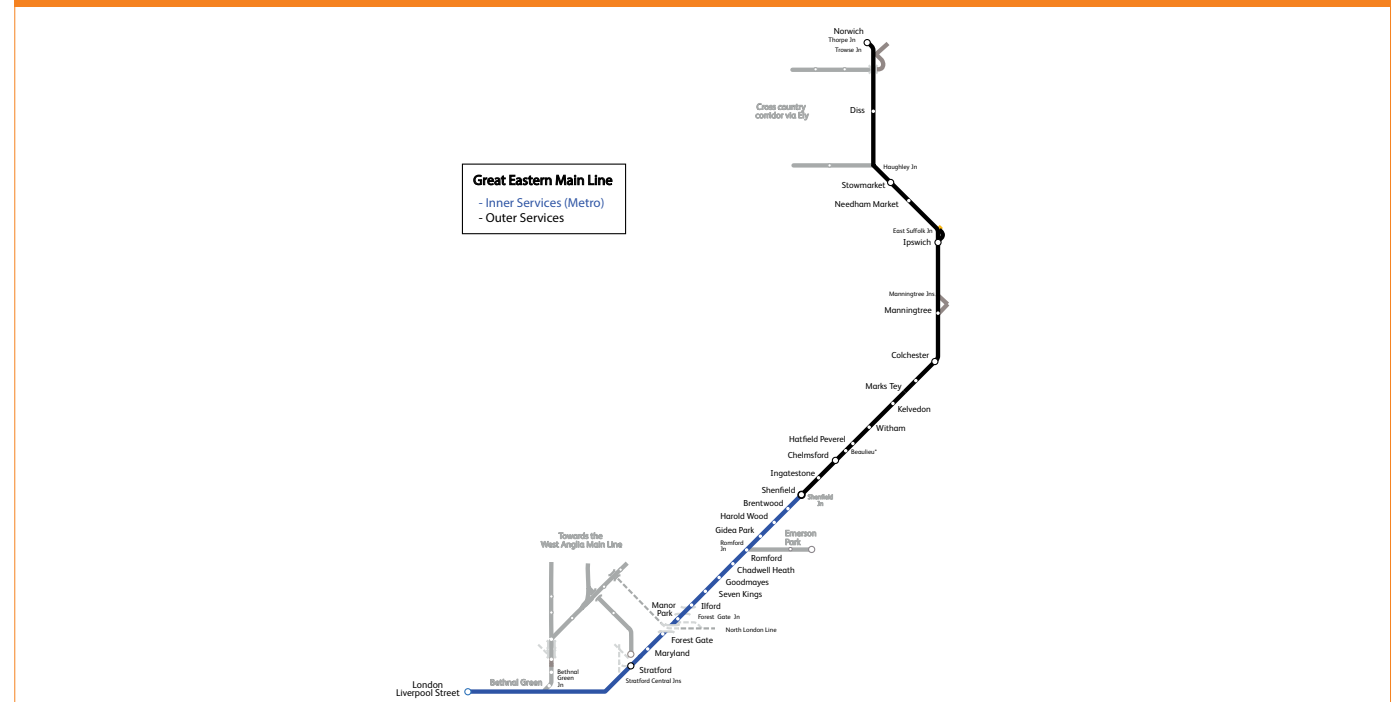 Norwich
Thorpe Jn
Trowse Jn
Cross country
corridor via Ely
Diss
Haughley Jn
Great Eastern Main Line
- Inner Services (Metro)
- Outer Services
Stowmarket
Needham Market
East Suffolk Jn
Ipswich
Manningtree Jns
Manningtree
Colchester
Marks Tey
Kelvedon
Witham
Hatfield Peverel
Beaulieu*
Chelmsford
Ingatestone
Shenfield
Shenfield
Jn
Brentwood
Harold Wood
Gidea Park
Emerson
Park
Romford
Jn
Towards the
West Anglia Main Line
Romford
Chadwell Heath
Goodmayes
Seven Kings
Manor
Park
Ilford
Forest Gate Jn
North London Line
Forest Gate
Maryland
Stratford
Stratford Central Jns
Bethnal
Green
Jn
Bethnal Green
London
Liverpool Street